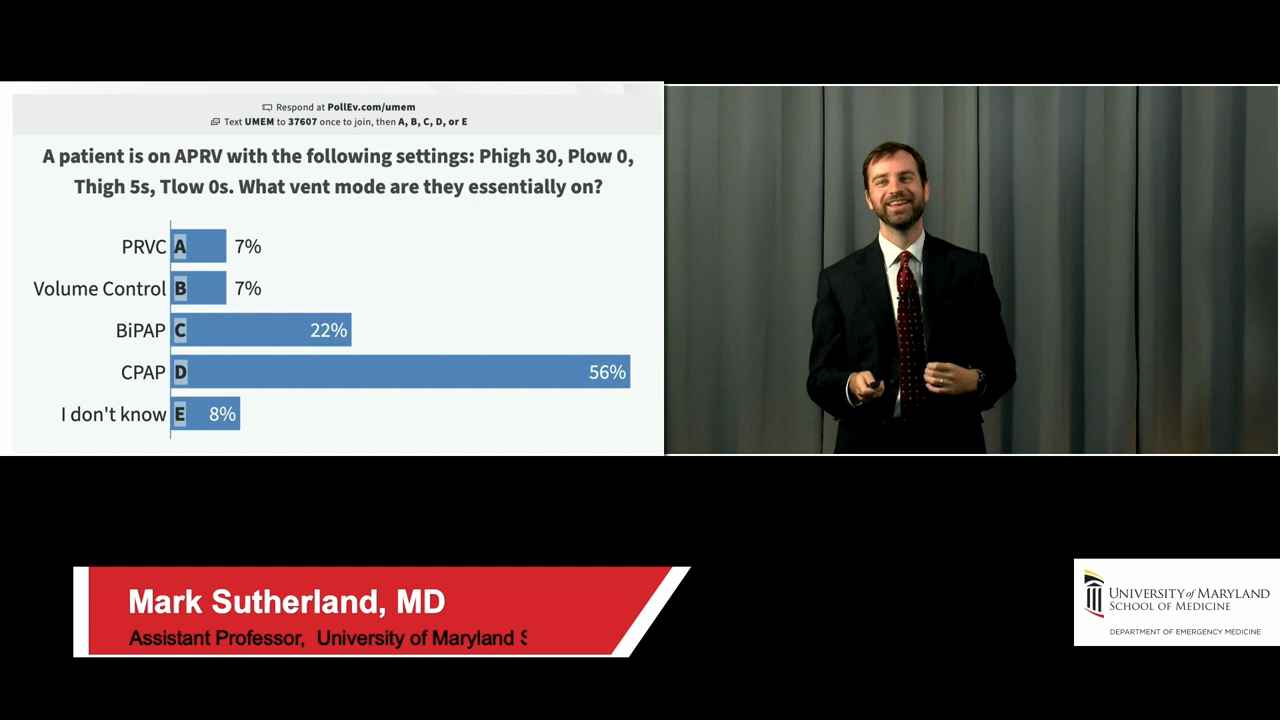 Respond at PollEv.com/umem
Text UMEM to 37607 once to join, then A, B, C, D, or E
A patient is on APRV with the following settings: Phigh 30, Plow 0,
Thigh 5s, Tlow 0s. What vent mode are they essentially on?
PRVC A 7%
Volume Control B 7%
BiPAP C 22%
CPAP D 56%
I don't know E 8%
Mark Sutherland, MD
Assistant Professor, University of Maryland S
UNIVERSITY of MARYLAND
SCHOOL OF MEDICINE
DEPARTMENT OF EMERGENCY MEDICINE